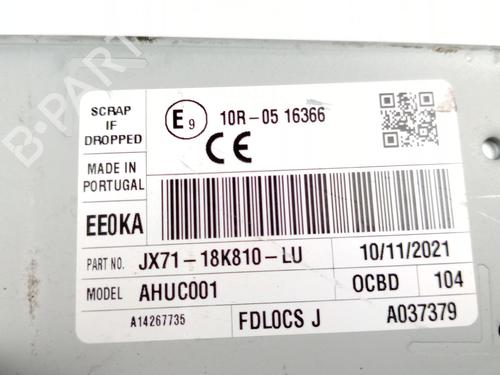 B-PARTS
SCRAP IF DROPPED
E9 10R-05 16366
CE
MADE IN PORTUGAL
EE0KA
PART NO. JX71-18K810-LU 10/11/2021
MODEL AHUC001 OCBD 104
A14267735 FDL0CS J A037379